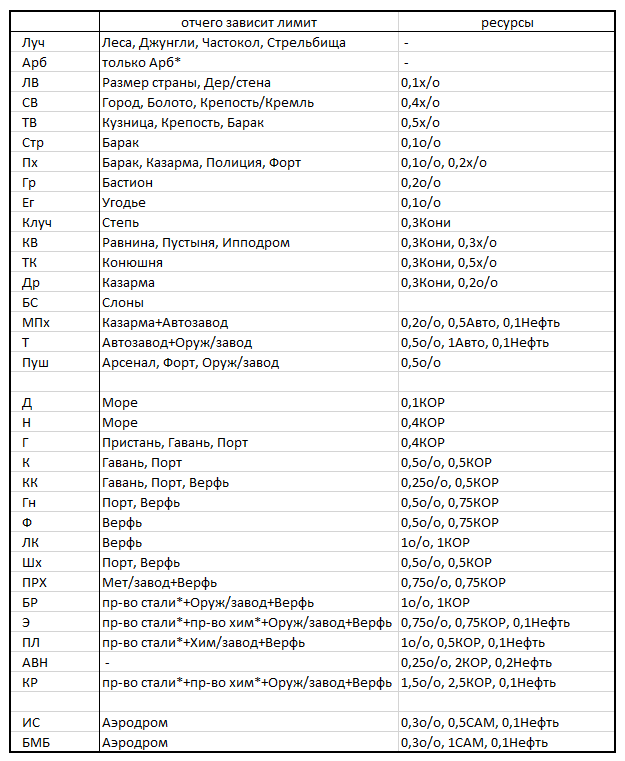 отчего зависит лимит ресурсы
Луч Леса, Джунгли, Частокол, Стрельбища -
Арб только Арб* -
ЛВ Размер страны, Дер/стена 0,1х/о
СВ Город, Болото, Крепость/Кремль 0,4х/о
ТВ Кузница, Крепость, Барак 0,5х/о
Стр Барак 0,1о/о
Пх Барак, Казарма, Полиция, Форт 0,1о/о, 0,2х/о
Гр Бастион 0,2о/о
Ег Угодье 0,1о/о
Клуч Степь 0,3Кони
КВ Равнина, Пустыня, Ипподром 0,3Кони, 0,3х/о
ТК Конюшня 0,3Кони, 0,5х/о
Др Казарма 0,3Кони, 0,2о/о
БС Слоны
МПх Казарма+Автозавод 0,2о/о, 0,5Авто, 0,1Нефть
Т Автозавод+Оруж/завод 0,5о/о, 1Авто, 0,1Нефть
Пуш Арсенал, Форт, Оруж/завод 0,5о/о
Д Море 0,1КОР
Н Море 0,4КОР
Г Пристань, Гавань, Порт 0,4КОР
К Гавань, Порт 0,5о/о, 0,5КОР
КК Гавань, Порт, Верфь 0,25о/о, 0,5КОР
Гн Порт, Верфь 0,5о/о, 0,75КОР
Ф Верфь 0,5о/о, 0,75КОР
ЛК Верфь 1о/о, 1КОР
Шх Порт, Верфь 0,5о/о, 0,5КОР
ПРХ Мет/завод+Верфь 0,75о/о, 0,75КОР
БР пр-во стали*+Оруж/завод+Верфь 1о/о, 1КОР
Э пр-во стали*+пр-во хим*+Оруж/завод+Верфь 0,75о/о, 0,75КОР, 0,1Нефть
ПЛ пр-во стали*+Хим/завод+Верфь 1о/о, 0,5КОР, 0,1Нефть
АВН - 0,25о/о, 2КОР, 0,2Нефть
КР пр-во стали*+пр-во хим*+Оруж/завод+Верфь 1,5о/о, 2,5КОР, 0,1Нефть
ИС Аэродром 0,3о/о, 0,5САМ, 0,1Нефть
БМБ Аэродром 0,3о/о, 1САМ, 0,1Нефть